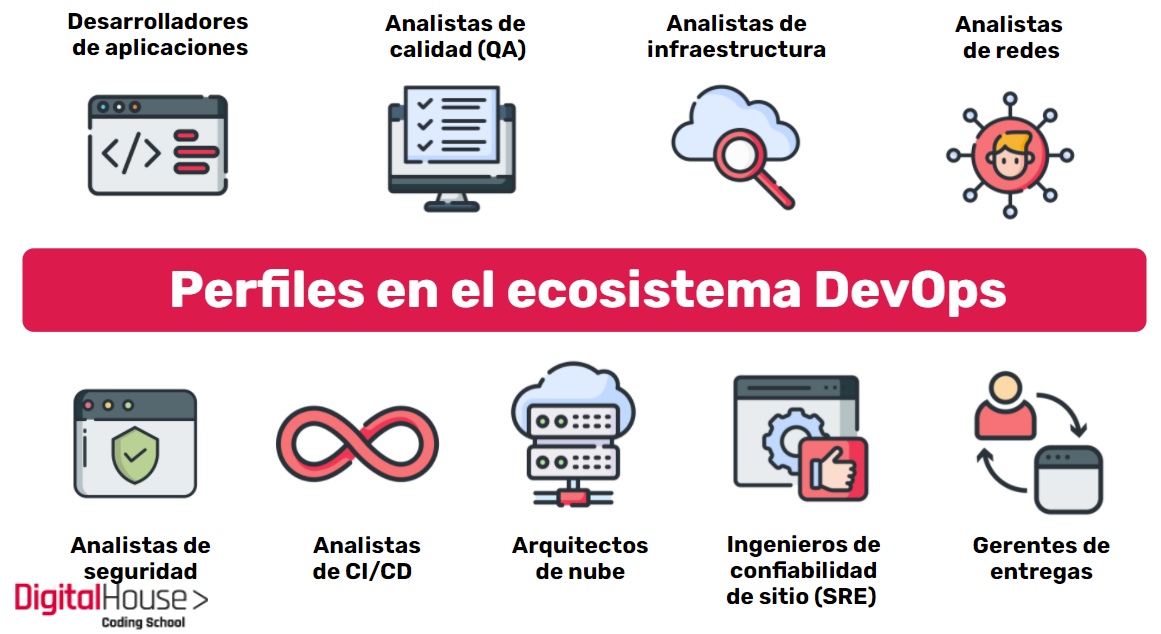 Desarrolladores
de aplicaciones
Analistas de
calidad (QA)
Analistas de
infraestructura
Analistas
de redes
</>
Perfiles en el ecosistema DevOps
Analistas de
seguridad
Analistas
de CI/CD
Arquitectos
de nube
Ingenieros de
confiabilidad
de sitio (SRE)
Gerentes de
entregas
DigitalHouse>
Coding School